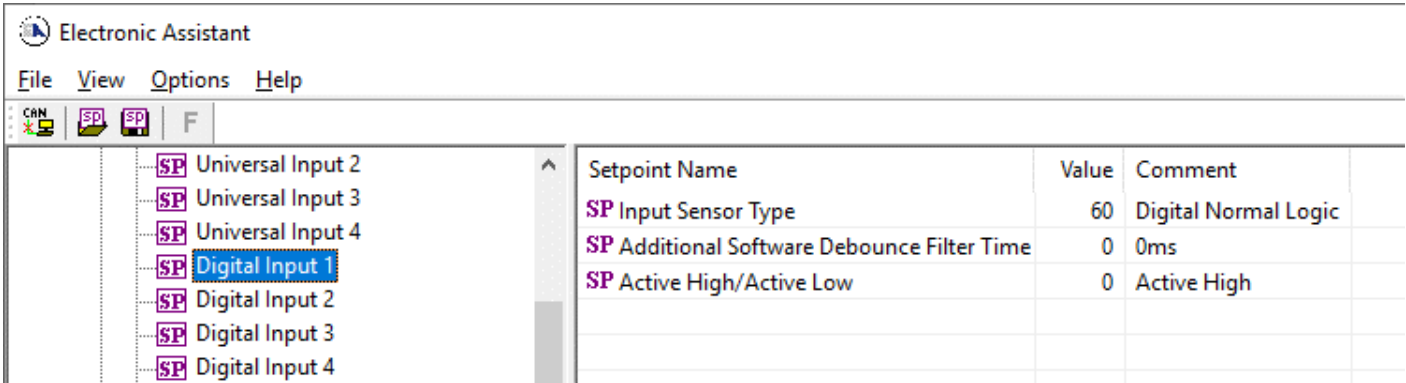 Electronic Assistant
File View Options Help
CAN SP SP F
SP Universal Input 2
SP Universal Input 3
SP Universal Input 4
SP Digital Input 1
SP Digital Input 2
SP Digital Input 3
SP Digital Input 4
Setpoint Name Value Comment
SP Input Sensor Type 60 Digital Normal Logic
SP Additional Software Debounce Filter Time 0 0ms
SP Active High/Active Low 0 Active High